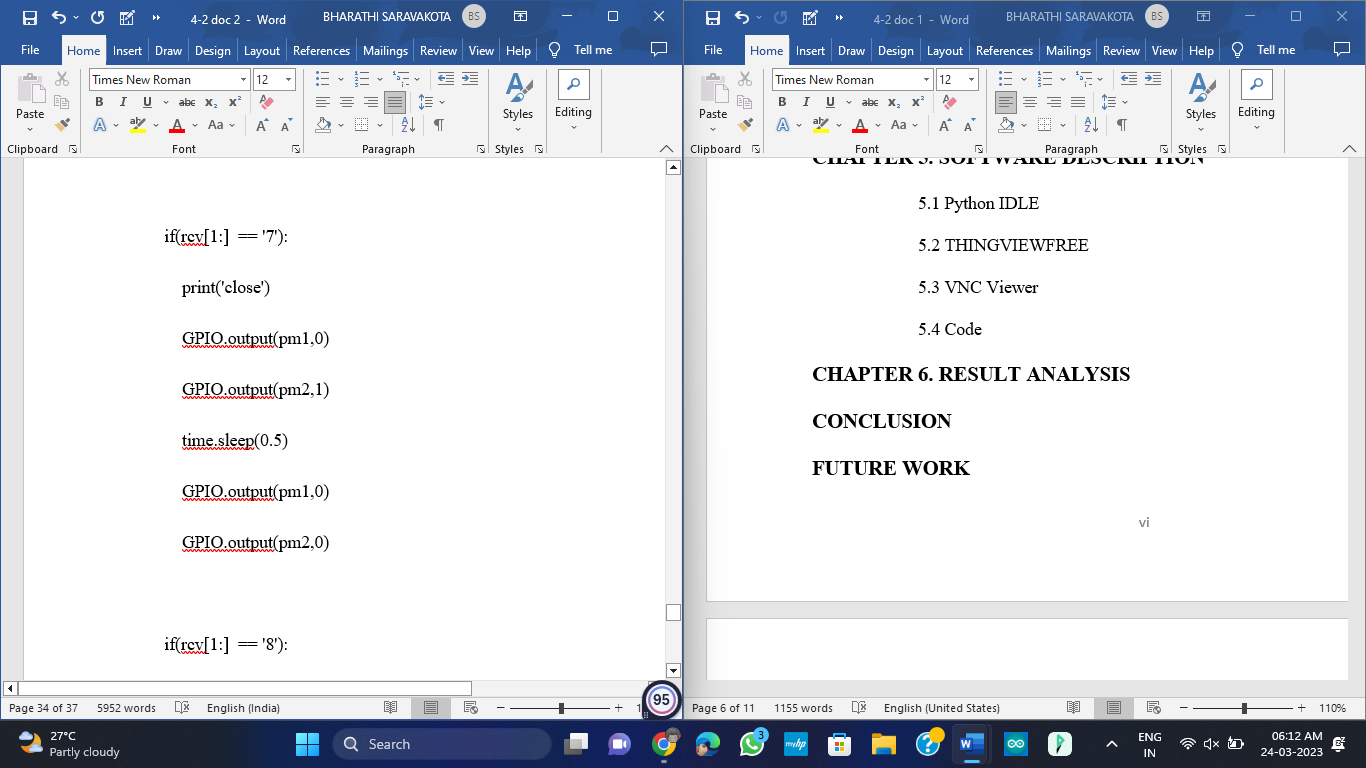 4-2 doc 2 - Word BHARATHI SARAVAKOTA BS
File Home Insert Draw Design Layout References Mailings Review View Help Tell me
Times New Roman 12
Paste
B I U abc x₂ x² Styles Editing
A ab A Aa A A
Clipboard Font Paragraph Styles
if(rcv[1:] == '7'):
print('close')
GPIO.output(pm1,0)
GPIO.output(pm2,1)
time.sleep(0.5)
GPIO.output(pm1,0)
GPIO.output(pm2,0)
if(rcv[1:] == '8'):
95
Page 34 of 37 5952 words English (India)
4-2 doc 1 - Word BHARATHI SARAVAKOTA BS
File Home Insert Draw Design Layout References Mailings Review View Help Tell me
Times New Roman 12
Paste
B I U abc x₂ x² Styles Editing
A ab A Aa A A
Clipboard Font Paragraph Styles
CHAPTER 5. SOFTWARE DESCRIPTION
5.1 Python IDLE
5.2 THINGVIEWFREE
5.3 VNC Viewer
5.4 Code
CHAPTER 6. RESULT ANALYSIS
CONCLUSION
FUTURE WORK
vi
Page 6 of 11 1155 words English (United States) 110%
27°C
Partly cloudy
Search
3
myhp
ENG
IN
06:12 AM
24-03-2023